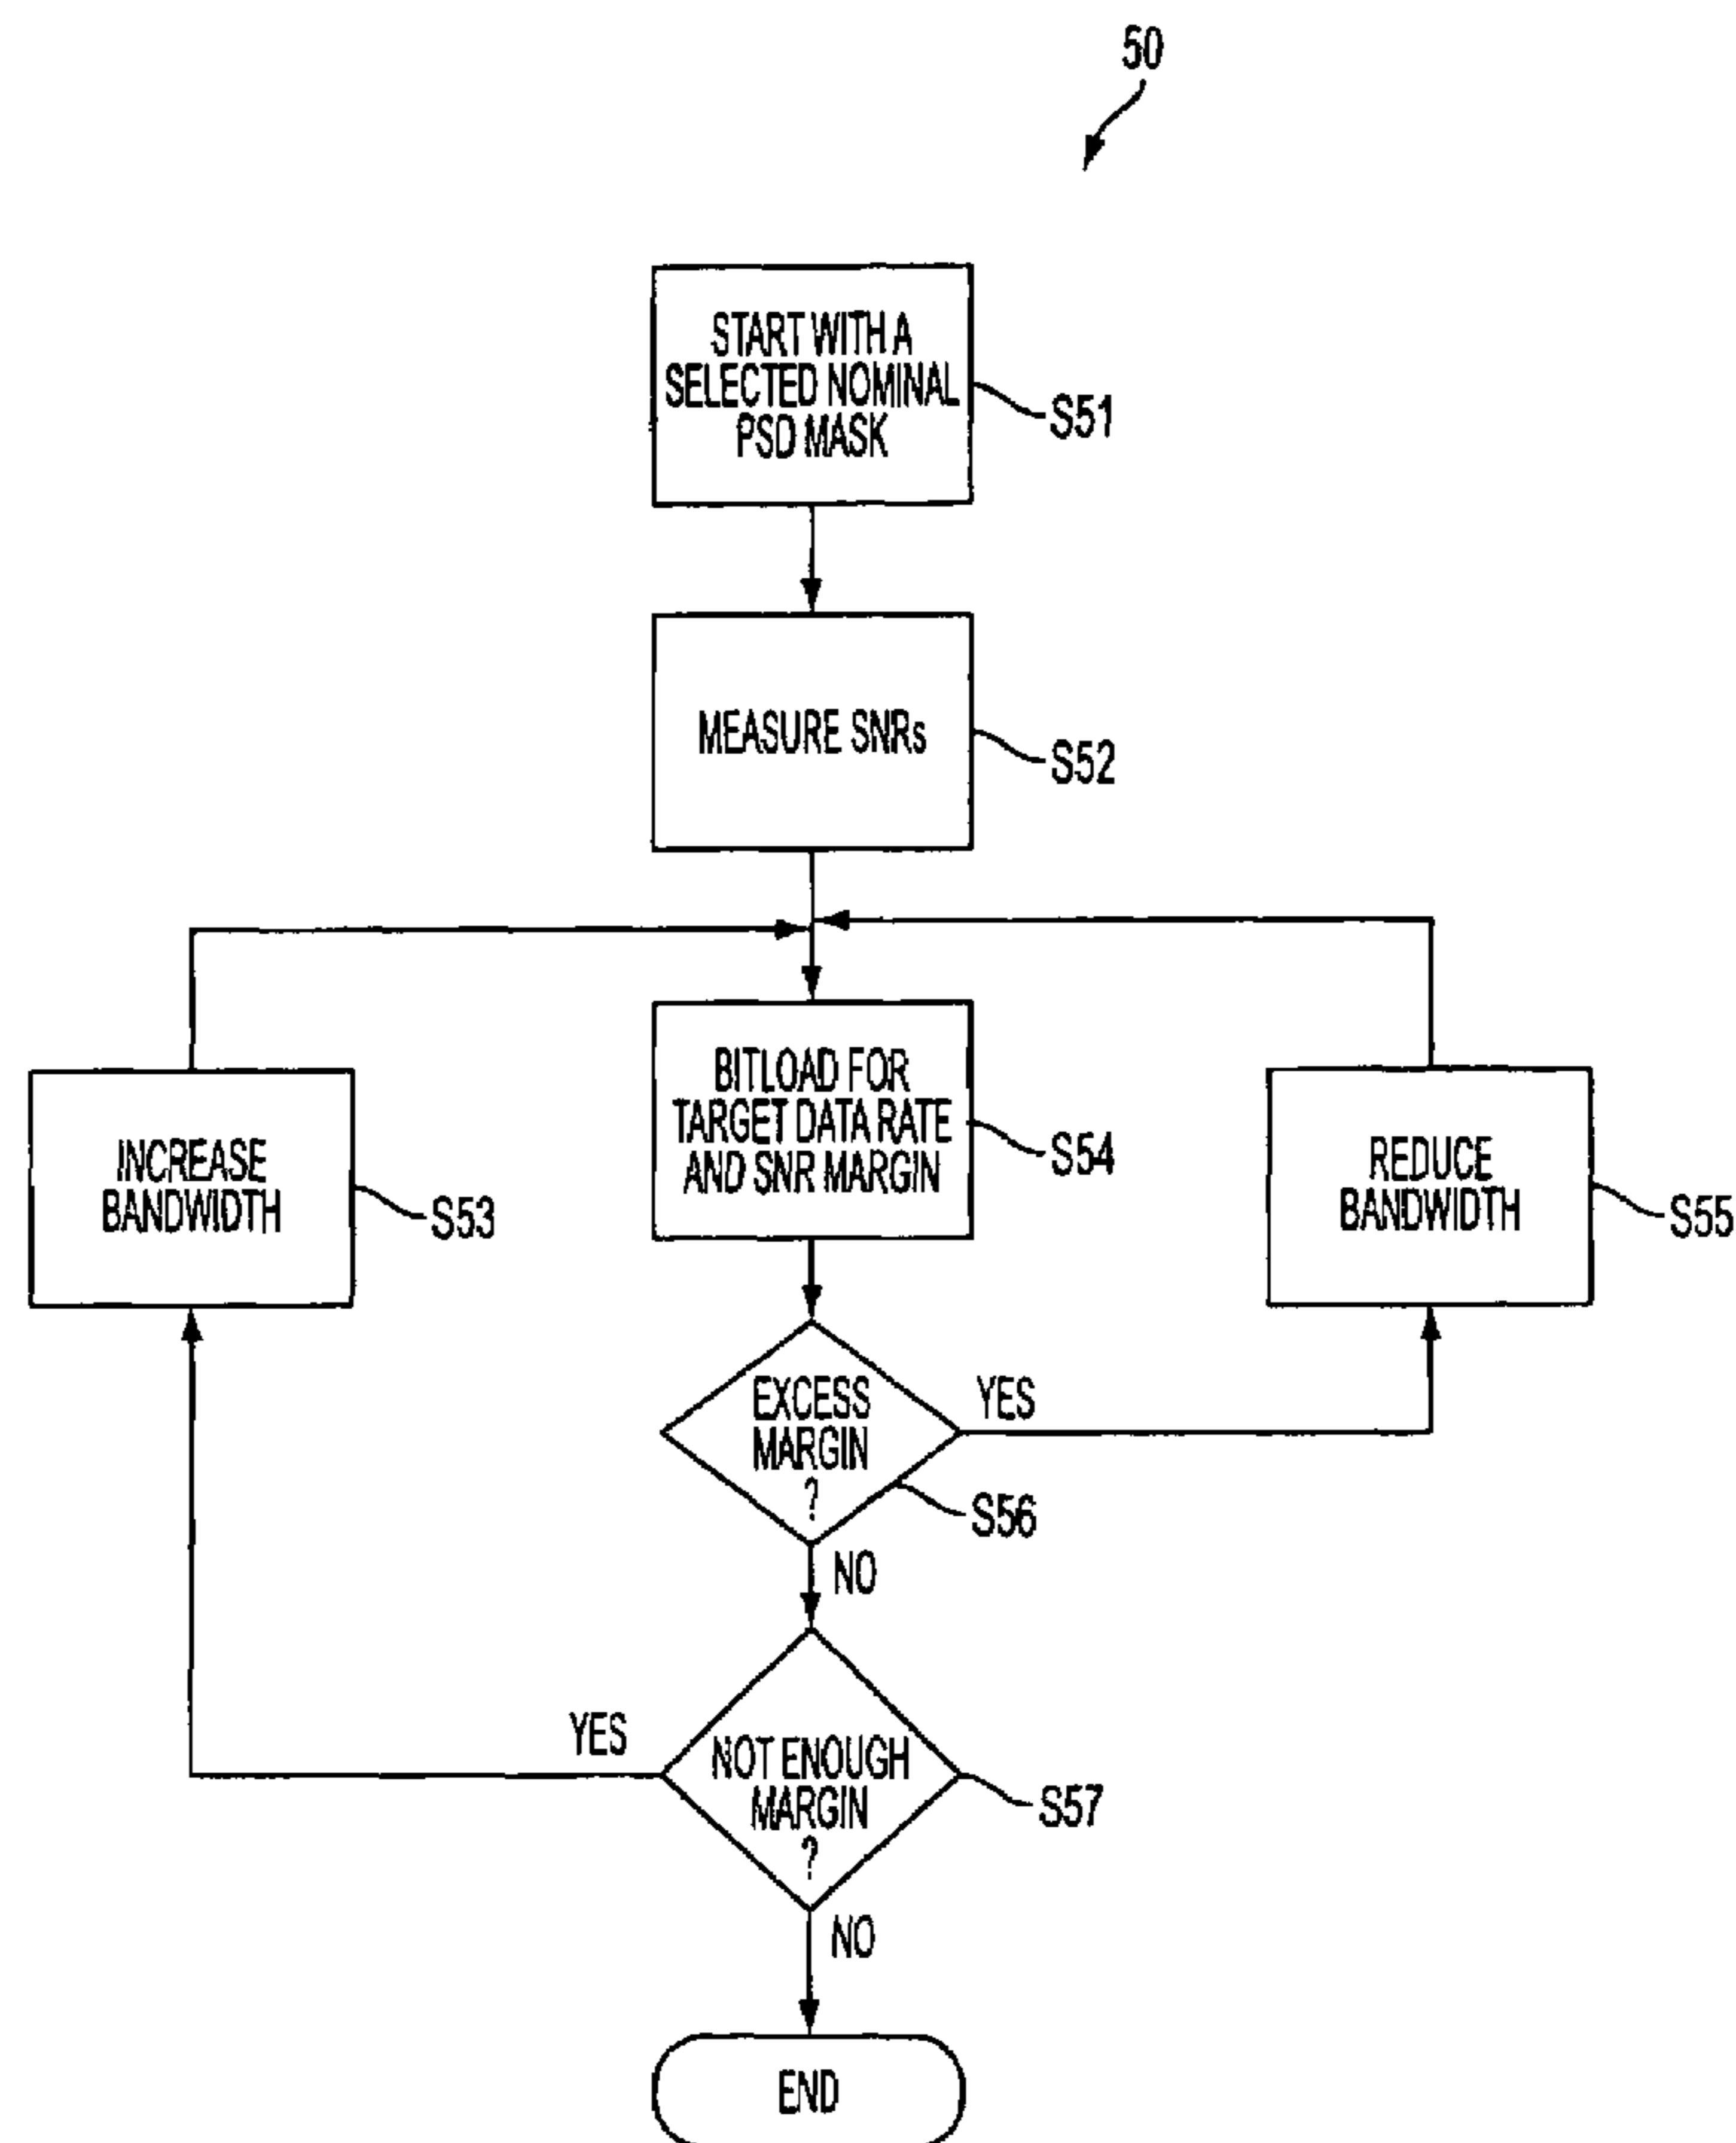 50
START WITH A
SELECTED NOMINAL
PSD MASK
S51
MEASURE SNRs
S52
BITLOAD FOR
TARGET DATA RATE
AND SNR MARGIN
S54
INCREASE
BANDWIDTH
S53
REDUCE
BANDWIDTH
S55
EXCESS
MARGIN
?
YES
S56
NO
NOT ENOUGH
MARGIN
?
YES
S57
NO
END